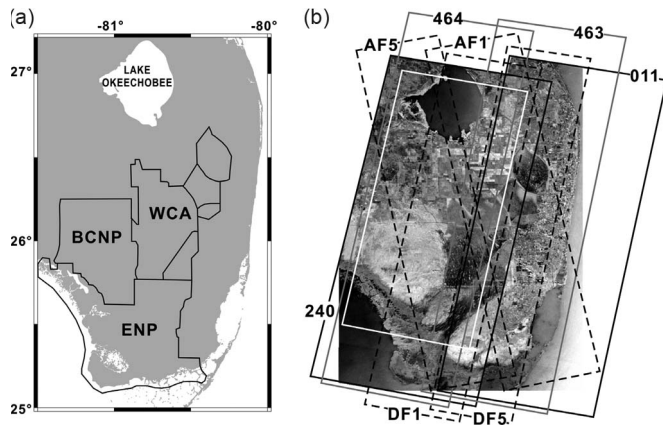 (a)
-81
-80
27°
LAKE
OKEECHOBEE
WCA
BCNP
26°
ENP
25°
(b)
464
463
AF5
AF1
011
240
DF1
DF5